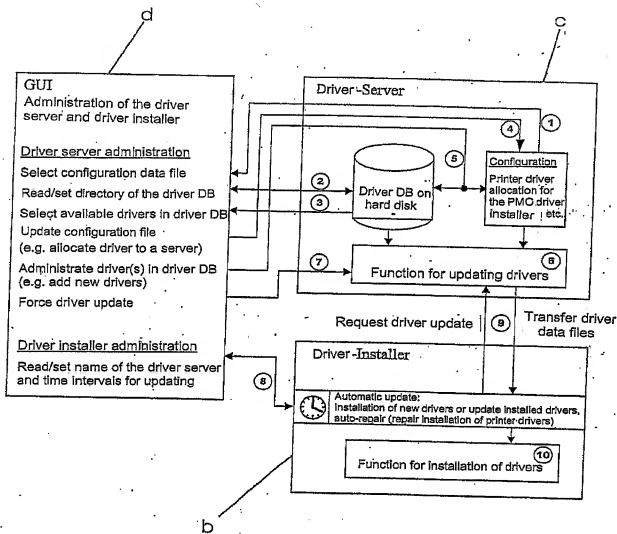 d
c
GUI
Administration of the driver
server and driver installer
Driver server administration
Select configuration data file
Read/set directory of the driver DB
Select available drivers in driver DB
Update configuration file
(e.g. allocate driver to a server)
Administrate driver(s) in driver DB
(e.g. add new drivers)
Force driver update
Driver installer administration
Read/set name of the driver server
and time intervals for updating
Driver-Server
1
4
5
2
3
Driver DB on
hard disk
Configuration
Printer driver
allocation for
the PMC driver
installer etc.
7
6
Function for updating drivers
Request driver update
9
Transfer driver
data files
8
Driver-Installer
Automatic update:
Installation of new drivers or update installed drivers,
auto-repair (repair installation of printer drivers)
10
Function for installation of drivers
b